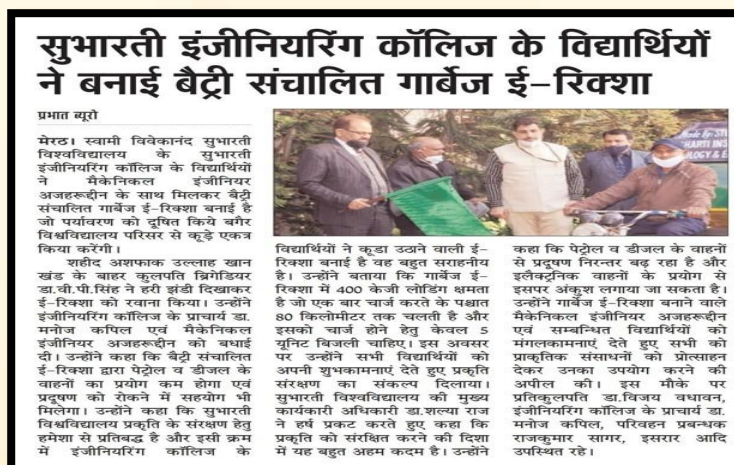 सुभारती इंजीनियरिंग कॉलिज के विद्यार्थियों
ने बनाई बैट्री संचालित गार्बेज ई-रिक्शा
प्रभात ब्यूरो
मेरठ। स्वामी विवेकानंद सुभारती
विश्वविद्यालय के सुभारती
इंजीनियरिंग कॉलिज के विद्यार्थियों
ने मैकेनिकल इंजीनियर
अजहरूद्दीन के साथ मिलकर बैट्री
संचालित गार्बेज ई-रिक्शा बनाई है
जो पर्यावरण को दूषित किये बगैर
विश्वविद्यालय परिसर से कूड़े एकत्र
किया करेंगी।
शहीद अशफाक उल्लाह खान
खंड के बाहर कुलपति ब्रिगेडियर
डा.वी.पी.सिंह ने हरी झंडी दिखाकर
ई-रिक्शा को रवाना किया। उन्होंने
इंजीनियरिंग कॉलिज के प्राचार्य डा.
मनोज कपिल एवं मैकेनिकल
इंजीनियर अजहरूद्दीन को बधाई
दी। उन्होंने कहा कि बैट्री संचालित
ई-रिक्शा द्वारा पेट्रोल व डीजल के
वाहनों का प्रयोग कम होगा एवं
प्रदूषण को रोकने में सहयोग भी
मिलेगा। उन्होंने कहा कि सुभारती
विश्वविद्यालय प्रकृति के संरक्षण हेतु
हमेशा से प्रतिबद्ध है और इसी क्रम
में इंजीनियरिंग कॉलिज के
Made by: ST
HARTI INS
LOGY & E
विद्यार्थियों ने कूडा उठाने वाली ई-
रिक्शा बनाई है वह बहुत सराहनीय
है। उन्होंने बताया कि गार्बेज ई-
रिक्शा में 400 केजी लोडिंग क्षमता
है जो एक बार चार्ज करते के पश्चात
80 किलोमीटर तक चलती है और
इसको चार्ज होने हेतु केवल 5
यूनिट बिजली चाहिए। इस अवसर
पर उन्होंने सभी विद्यार्थियों को
अपनी शुभकामनाएं देते हुए प्रकृति
संरक्षण का संकल्प दिलाया।
सुभारती विश्वविद्यालय की मुख्य
कार्यकारी अधिकारी डा.शल्या राज
ने हर्ष प्रकट करते हुए कहा कि
प्रकृति को संरक्षित करने की दिशा
में यह बहुत अहम कदम है। उन्होंने
कहा कि पेट्रोल व डीजल के वाहनों
से प्रदूषण निरन्तर बढ़ रहा है और
इलैक्ट्रनिक वाहनों के प्रयोग से
इसपर अंकुश लगाया जा सकता है।
उन्होंने गार्बेज ई-रिक्शा बनाने वाले
मैकेनिकल इंजीनियर अजहरूद्दीन
एवं सम्बन्धित विद्यार्थियों को
मंगलकामनाएं देते हुए सभी को
प्राकृतिक संसाधनों को प्रोत्साहन
देकर उनका उपयोग करने की
अपील की। इस मौके पर
प्रतिकुलपति डा.विजय वधावन,
इंजीनियरिंग कॉलिज के प्राचार्य डा.
मनोज कपिल, परिवहन प्रबन्धक
राजकुमार सागर, इसरार आदि
उपस्थित रहे।